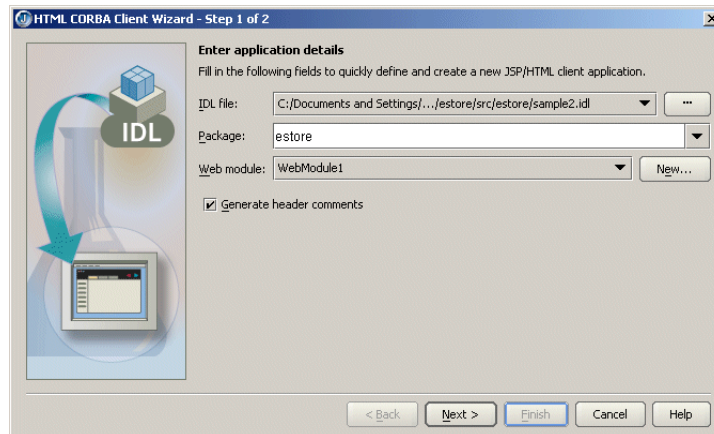 HTML CORBA Client Wizard - Step 1 of 2
Enter application details
Fill in the following fields to quickly define and create a new JSP/HTML client application.
IDL file: C:/Documents and Settings/.../estore/src/estore/sample2.idl ...
IDL
Package: estore
Web module: WebModule1 New...
Generate header comments
< Back Next > Finish Cancel Help